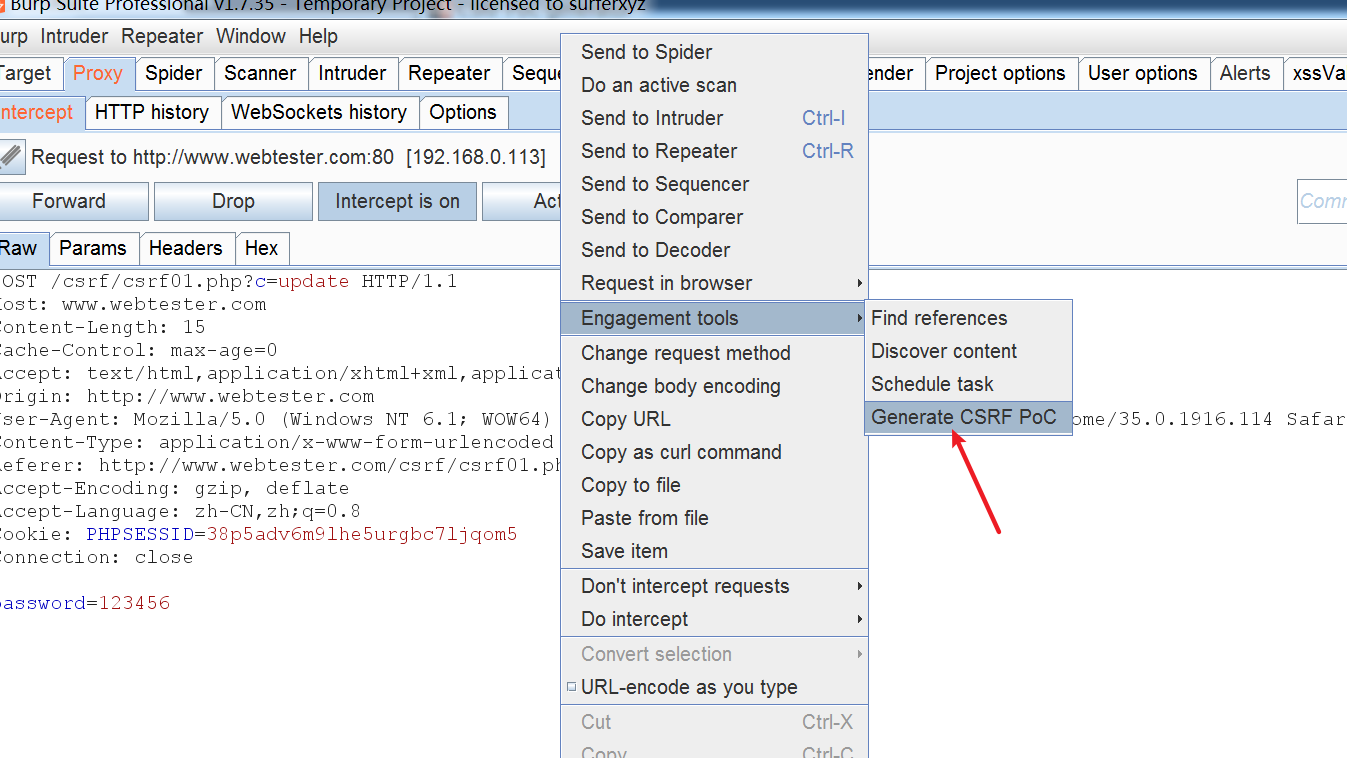 Burp Suite Professional v1.7.35 - Temporary Project - licensed to surferxyz
urp Intruder Repeater Window Help
Target Proxy Spider Scanner Intruder Repeater Seque ender Project options User options Alerts xssVa
ntercept HTTP history WebSockets history Options
Request to http://www.webtester.com:80 [192.168.0.113]
Forward Drop Intercept is on Act Comm
Raw Params Headers Hex
OST /csrf/csrf01.php?c=update HTTP/1.1
ost: www.webtester.com
ontent-Length: 15
Cache-Control: max-age=0
Accept: text/html,application/xhtml+xml,applicat
Origin: http://www.webtester.com
User-Agent: Mozilla/5.0 (Windows NT 6.1; WOW64) ome/35.0.1916.114 Safar
Content-Type: application/x-www-form-urlencoded
Referer: http://www.webtester.com/csrf/csrf01.ph
Accept-Encoding: gzip, deflate
Accept-Language: zh-CN,zh;q=0.8
Cookie: PHPSESSID=38p5adv6m9lhe5urgbc7ljqom5
Connection: close
password=123456
Send to Spider
Do an active scan
Send to Intruder Ctrl-I
Send to Repeater Ctrl-R
Send to Sequencer
Send to Comparer
Send to Decoder
Request in browser
Engagement tools
Change request method
Change body encoding
Copy URL
Copy as curl command
Copy to file
Paste from file
Save item
Don't intercept requests
Do intercept
Convert selection
URL-encode as you type
Cut Ctrl-X
Copy Ctrl-C
Find references
Discover content
Schedule task
Generate CSRF PoC